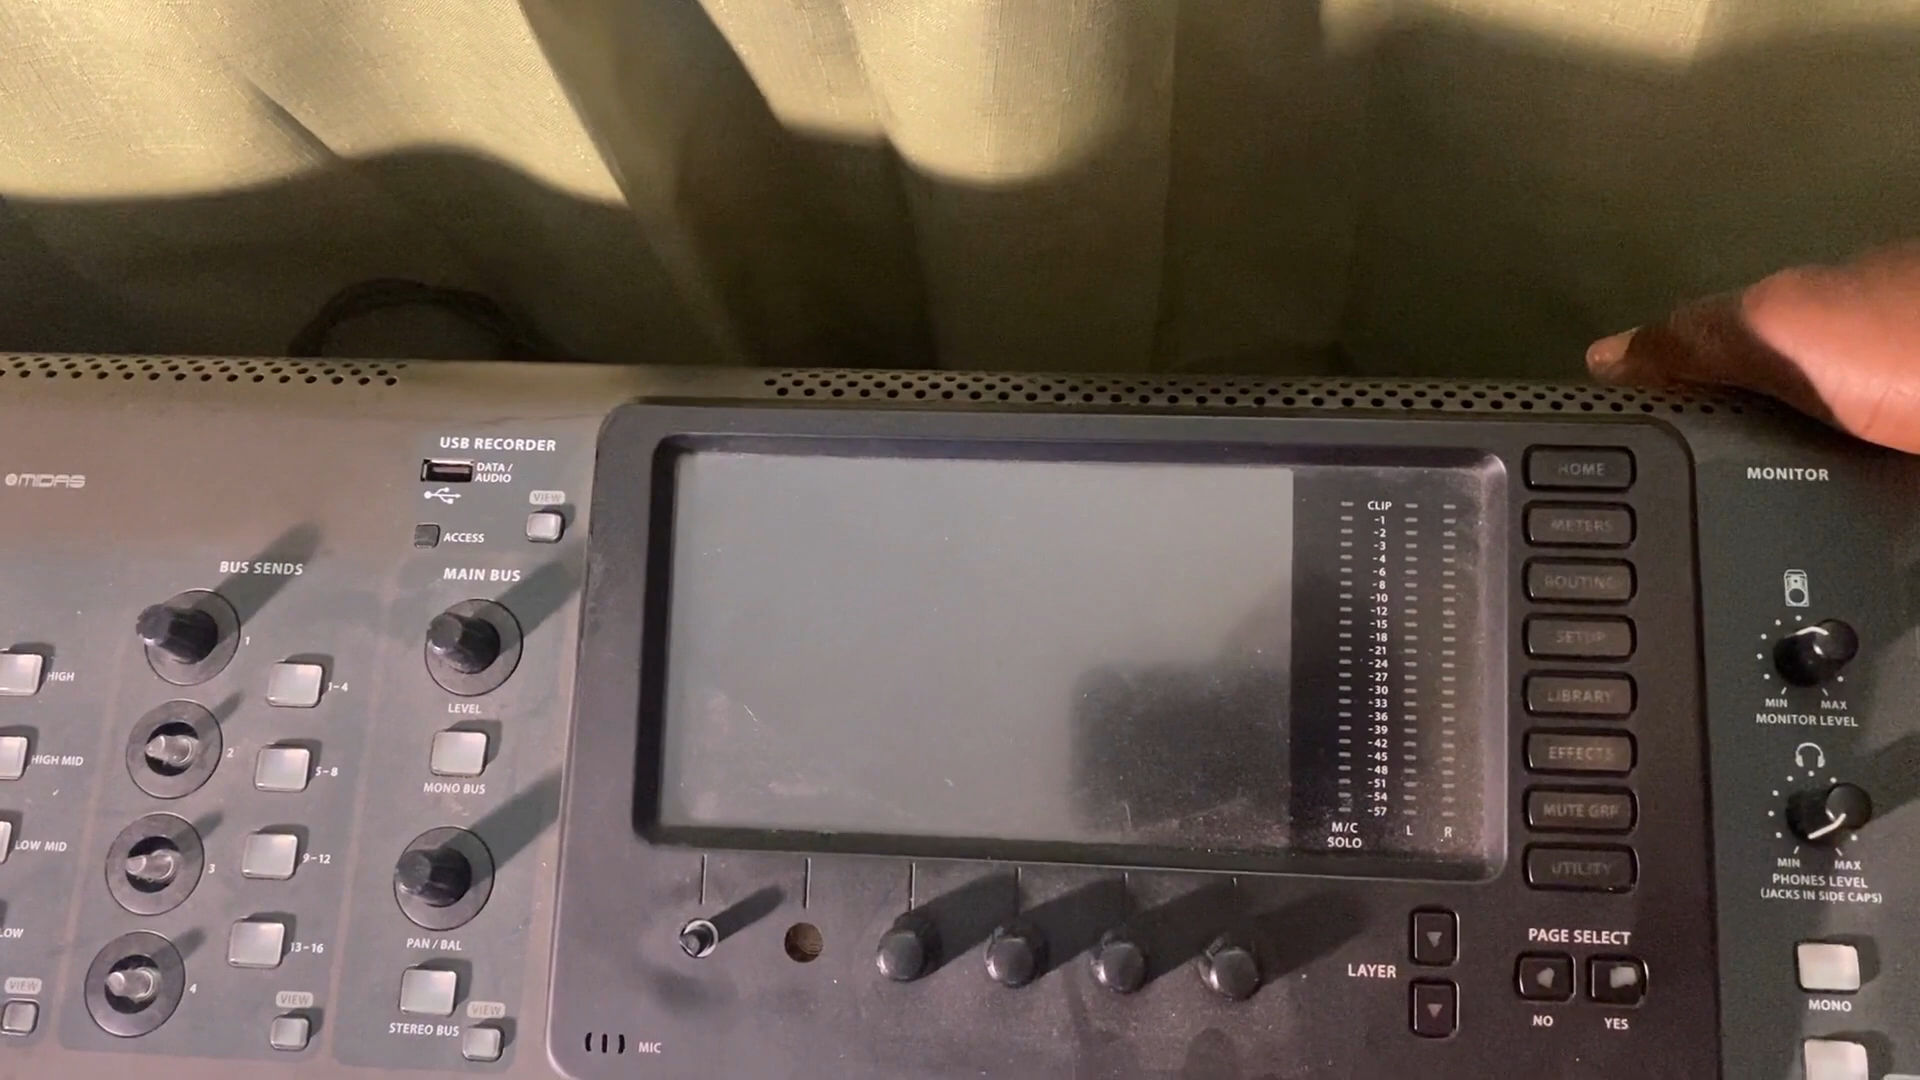 MIDAS
USB RECORDER
DATA /
AUDIO
VIEW
ACCESS
BUS SENDS
MAIN BUS
1
HIGH
1-4
LEVEL
2
HIGH MID
5-8
MONO BUS
LOW MID
3
9-12
LOW
4
13-16
PAN / BAL
VIEW
VIEW
VIEW
STEREO BUS
MIC
CLIP
-1
-2
-3
-4
-6
-8
-10
-12
-15
-18
-21
-24
-27
-30
-33
-36
-39
-42
-45
-48
-51
-54
-57
M/C
SOLO
L
R
HOME
METERS
ROUTING
SETUP
LIBRARY
EFFECTS
MUTE GRP
UTILITY
LAYER
PAGE SELECT
NO
YES
MONITOR
MIN
MAX
MONITOR LEVEL
MIN
MAX
PHONES LEVEL
(JACKS IN SIDE CAPS)
MONO